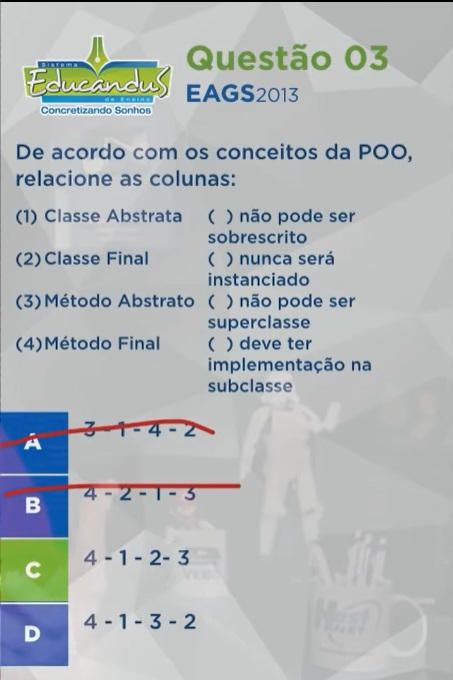 Sistema
Educandus
de Ensino
Concretizando Sonhos
Questão 03
EAGS2013
De acordo com os conceitos da POO,
relacione as colunas:
(1) Classe Abstrata ( ) não pode ser
sobrescrito
(2) Classe Final ( ) nunca será
instanciado
(3) Método Abstrato ( ) não pode ser
superclasse
(4) Método Final ( ) deve ter
implementação na
subclasse
A 3 - 1 - 4 - 2
B 4 - 2 - 1 - 3
C 4 - 1 - 2- 3
D 4 - 1 - 3 - 2